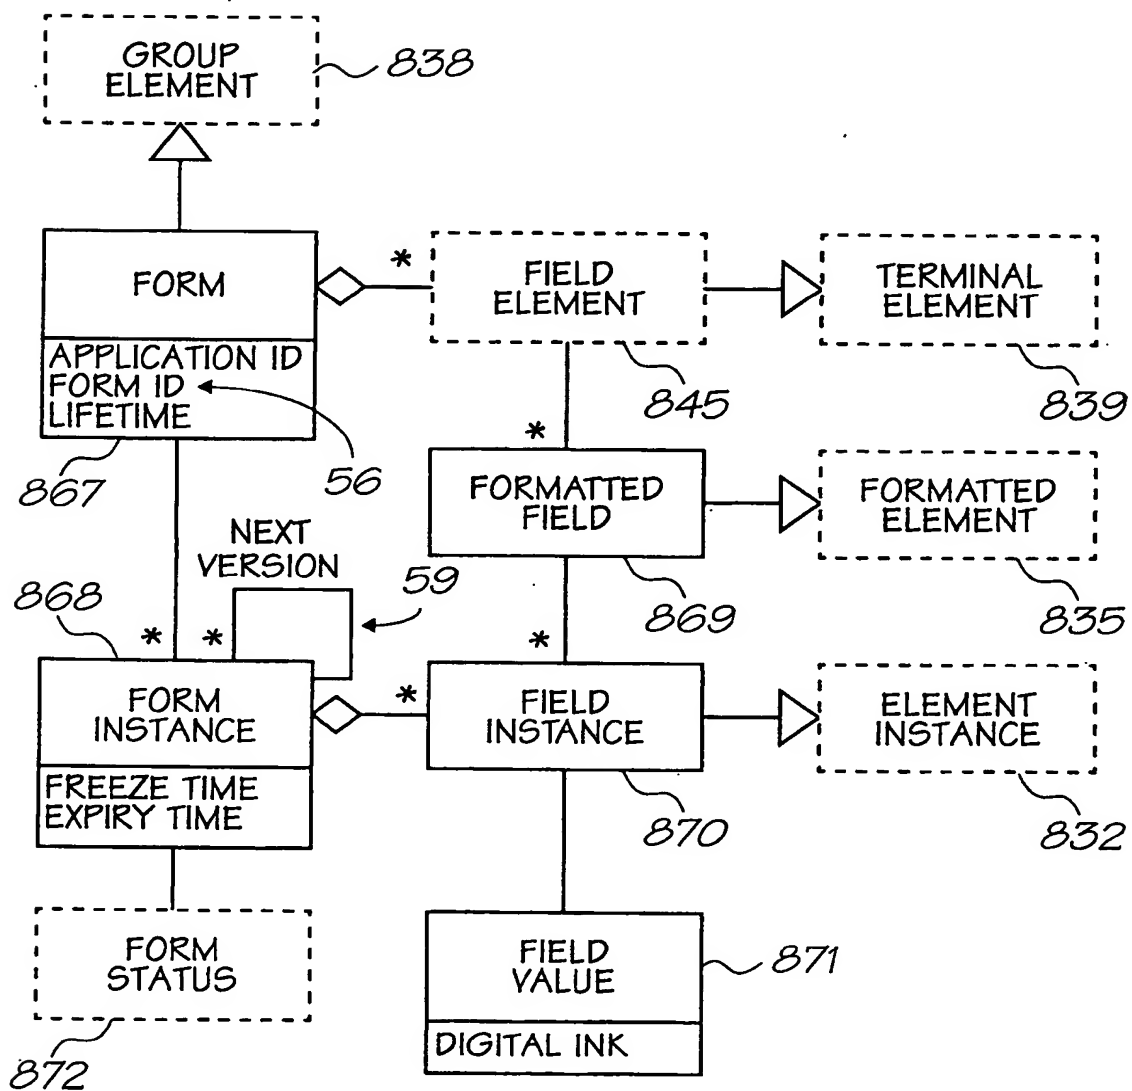 GROUP
ELEMENT
838
FORM
*
FIELD
ELEMENT
TERMINAL
ELEMENT
APPLICATION ID
FORM ID
LIFETIME
867
56
845
839
*
FORMATTED
FIELD
FORMATTED
ELEMENT
869
835
NEXT
VERSION
59
868
*
*
*
FORM
INSTANCE
*
FIELD
INSTANCE
ELEMENT
INSTANCE
FREEZE TIME
EXPIRY TIME
870
832
FORM
STATUS
872
FIELD
VALUE
871
DIGITAL INK